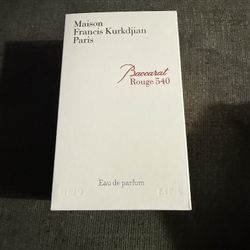 Maison
Francis Kurkdjian
Paris
Baccarat
Rouge 540
Eau de parfum